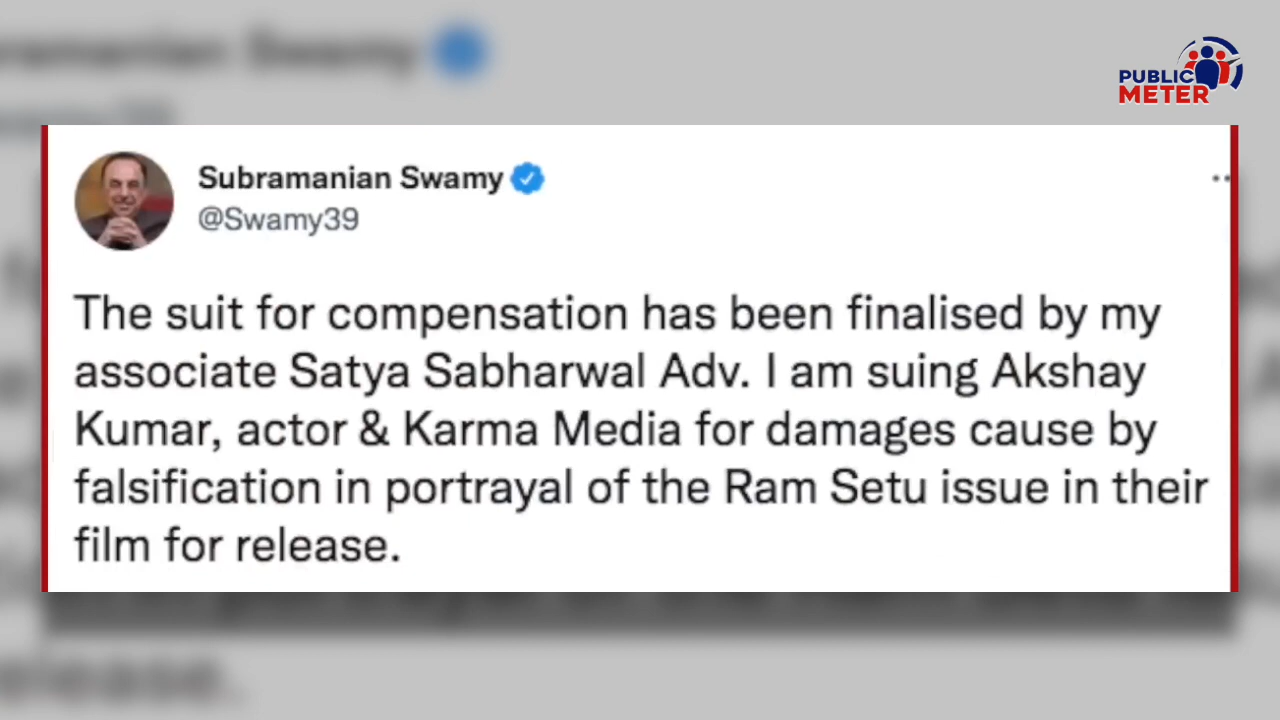 PUBLIC
METER
Subramanian Swamy
@Swamy39
The suit for compensation has been finalised by my
associate Satya Sabharwal Adv. I am suing Akshay
Kumar, actor & Karma Media for damages cause by
falsification in portrayal of the Ram Setu issue in their
film for release.